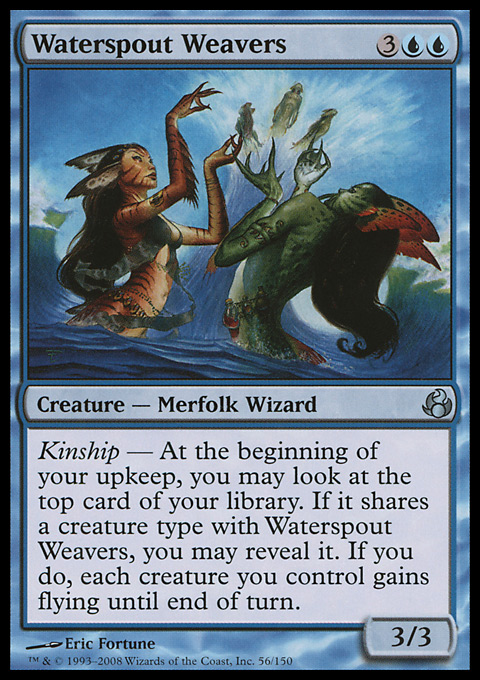 Waterspout Weavers 3
Creature — Merfolk Wizard
Kinship — At the beginning of
your upkeep, you may look at the
top card of your library. If it shares
a creature type with Waterspout
Weavers, you may reveal it. If you
do, each creature you control gains
flying until end of turn.
Eric Fortune
3/3
™ & © 1993–2008 Wizards of the Coast, Inc. 56/150